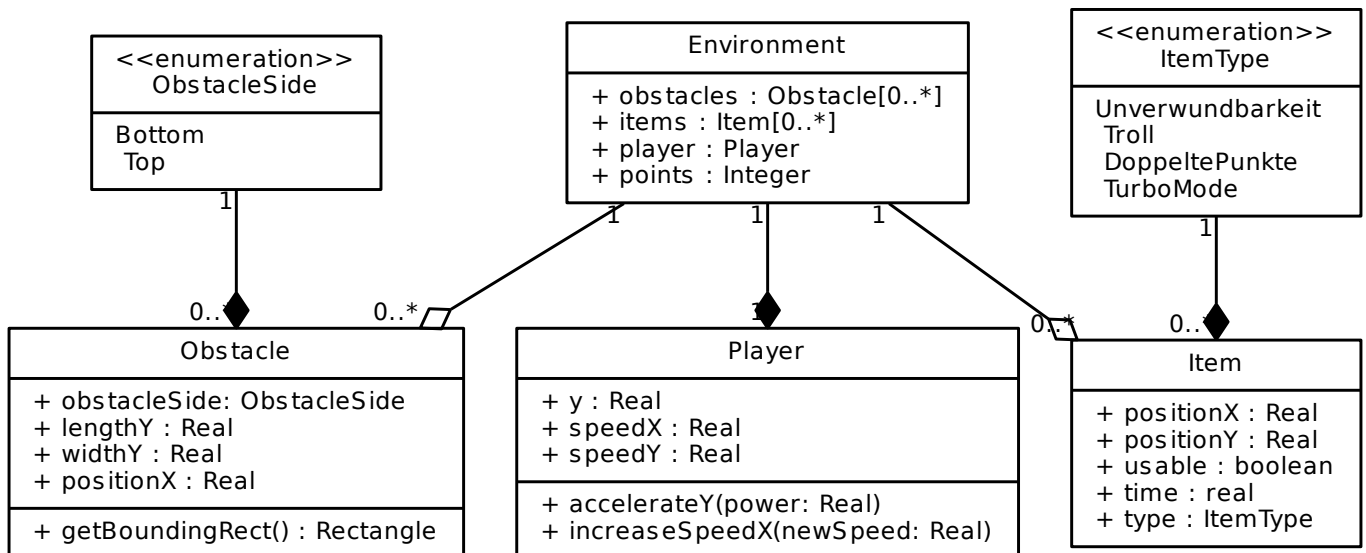 <<enumeration>>
ObstacleSide
Bottom
Top
Environment
+ obstacles : Obstacle[0..*]
+ items : Item[0..*]
+ player : Player
+ points : Integer
<<enumeration>>
ItemType
Unverwundbarkeit
Troll
DoppeltePunkte
TurboMode
1
1
1
1
1
0..*
0..*
1
0..*
0..*
Obstacle
+ obstacleSide: ObstacleSide
+ lengthY : Real
+ widthY : Real
+ positionX : Real
+ getBoundingRect() : Rectangle
Player
+ y : Real
+ speedX : Real
+ speedY : Real
+ accelerateY(power: Real)
+ increaseSpeedX(newSpeed: Real)
Item
+ positionX : Real
+ positionY : Real
+ usable : boolean
+ time : real
+ type : ItemType